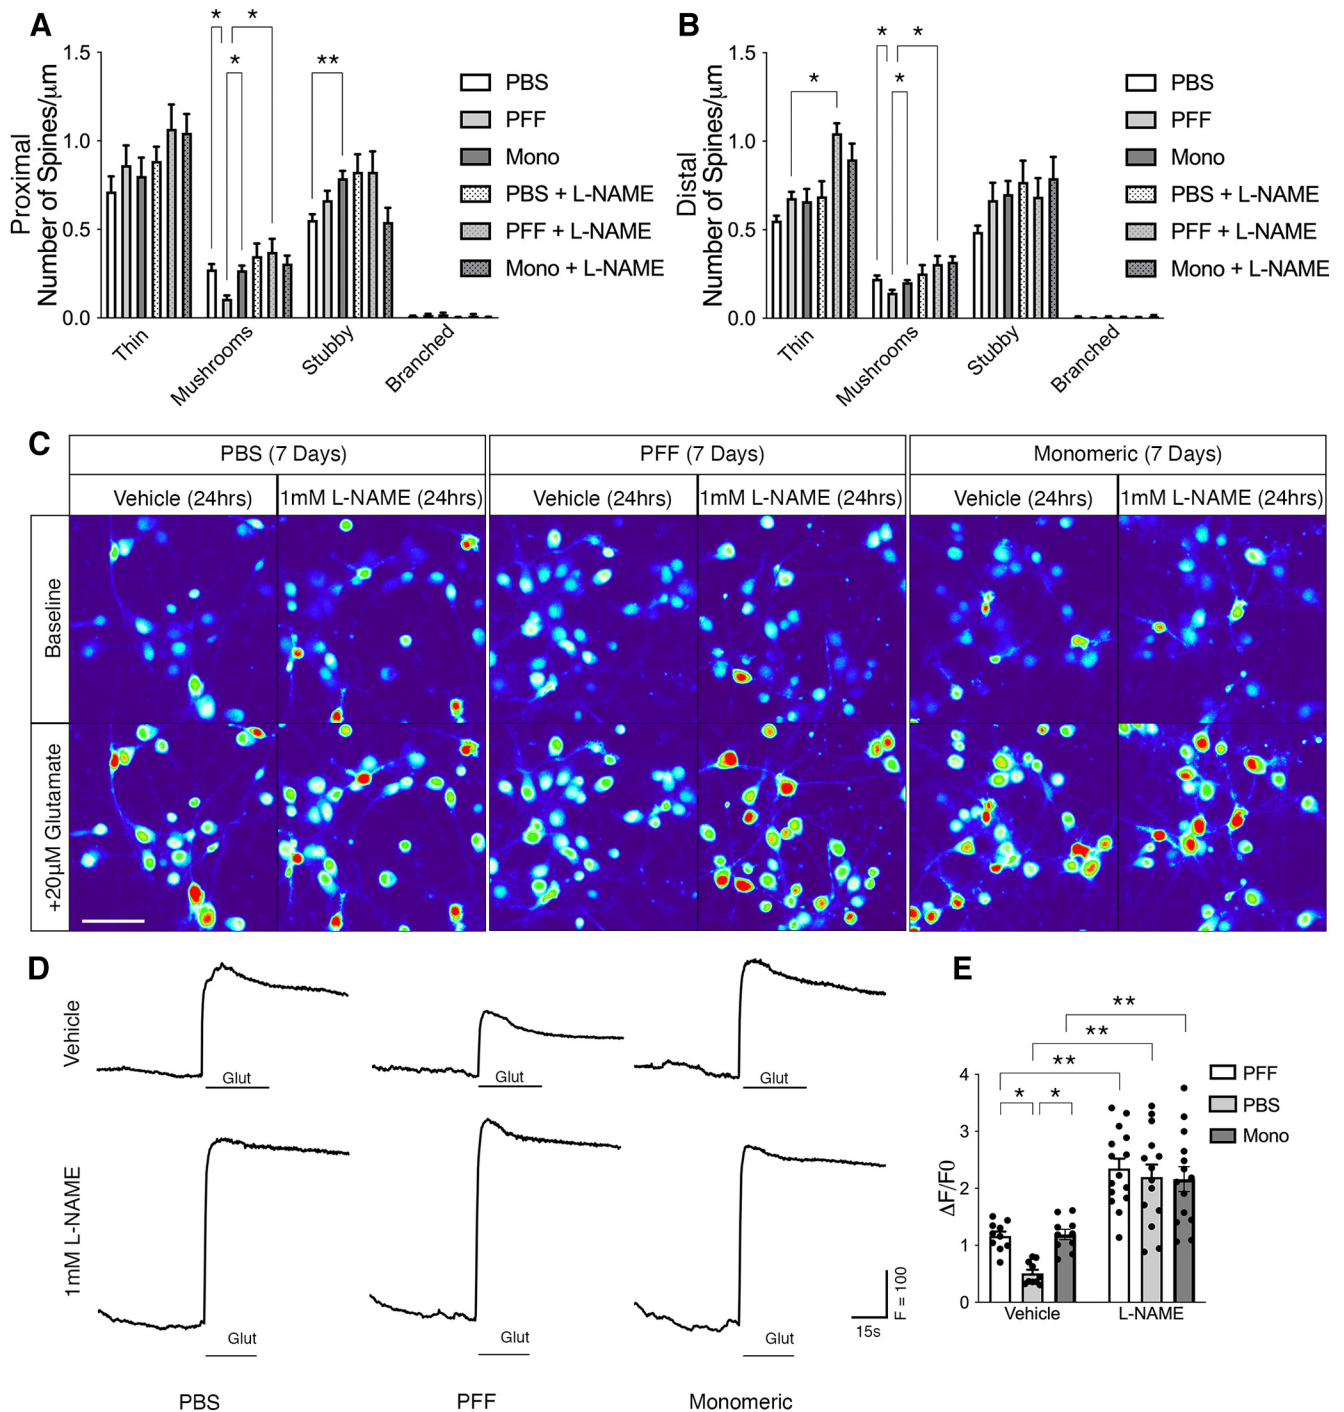 A
Proximal
Number of Spines/μm
1.5
1.0
0.5
0.0
* *
*
**
Thin
Mushrooms
Stubby
Branched
PBS
PFF
Mono
PBS + L-NAME
PFF + L-NAME
Mono + L-NAME
B
Distal
Number of Spines/μm
1.5
1.0
0.5
0.0
*
* *
*
Thin
Mushrooms
Stubby
Branched
PBS
PFF
Mono
PBS + L-NAME
PFF + L-NAME
Mono + L-NAME
C
PBS (7 Days)
PFF (7 Days)
Monomeric (7 Days)
Vehicle (24hrs)
1mM L-NAME (24hrs)
Vehicle (24hrs)
1mM L-NAME (24hrs)
Vehicle (24hrs)
1mM L-NAME (24hrs)
Baseline
+20μM Glutamate
D
Vehicle
Glut
Glut
Glut
1mM L-NAME
Glut
Glut
Glut
F = 100
15s
PBS
PFF
Monomeric
E
ΔF/F0
4
3
2
1
0
**
**
**
* *
Vehicle
L-NAME
PFF
PBS
Mono